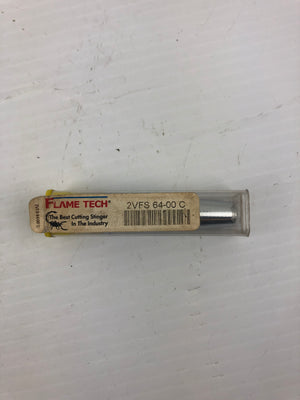 FLAME TECH®
2VFS 64-00 C
The Best Cutting Stinger
In The Industry